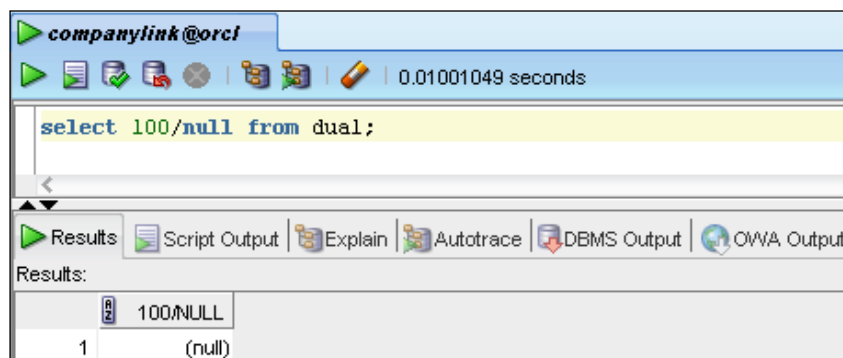 companylink@orcl
0.01001049 seconds
select 100/null from dual;
Results Script Output Explain Autotrace DBMS Output OWA Output
Results:
100/NULL
1 (null)